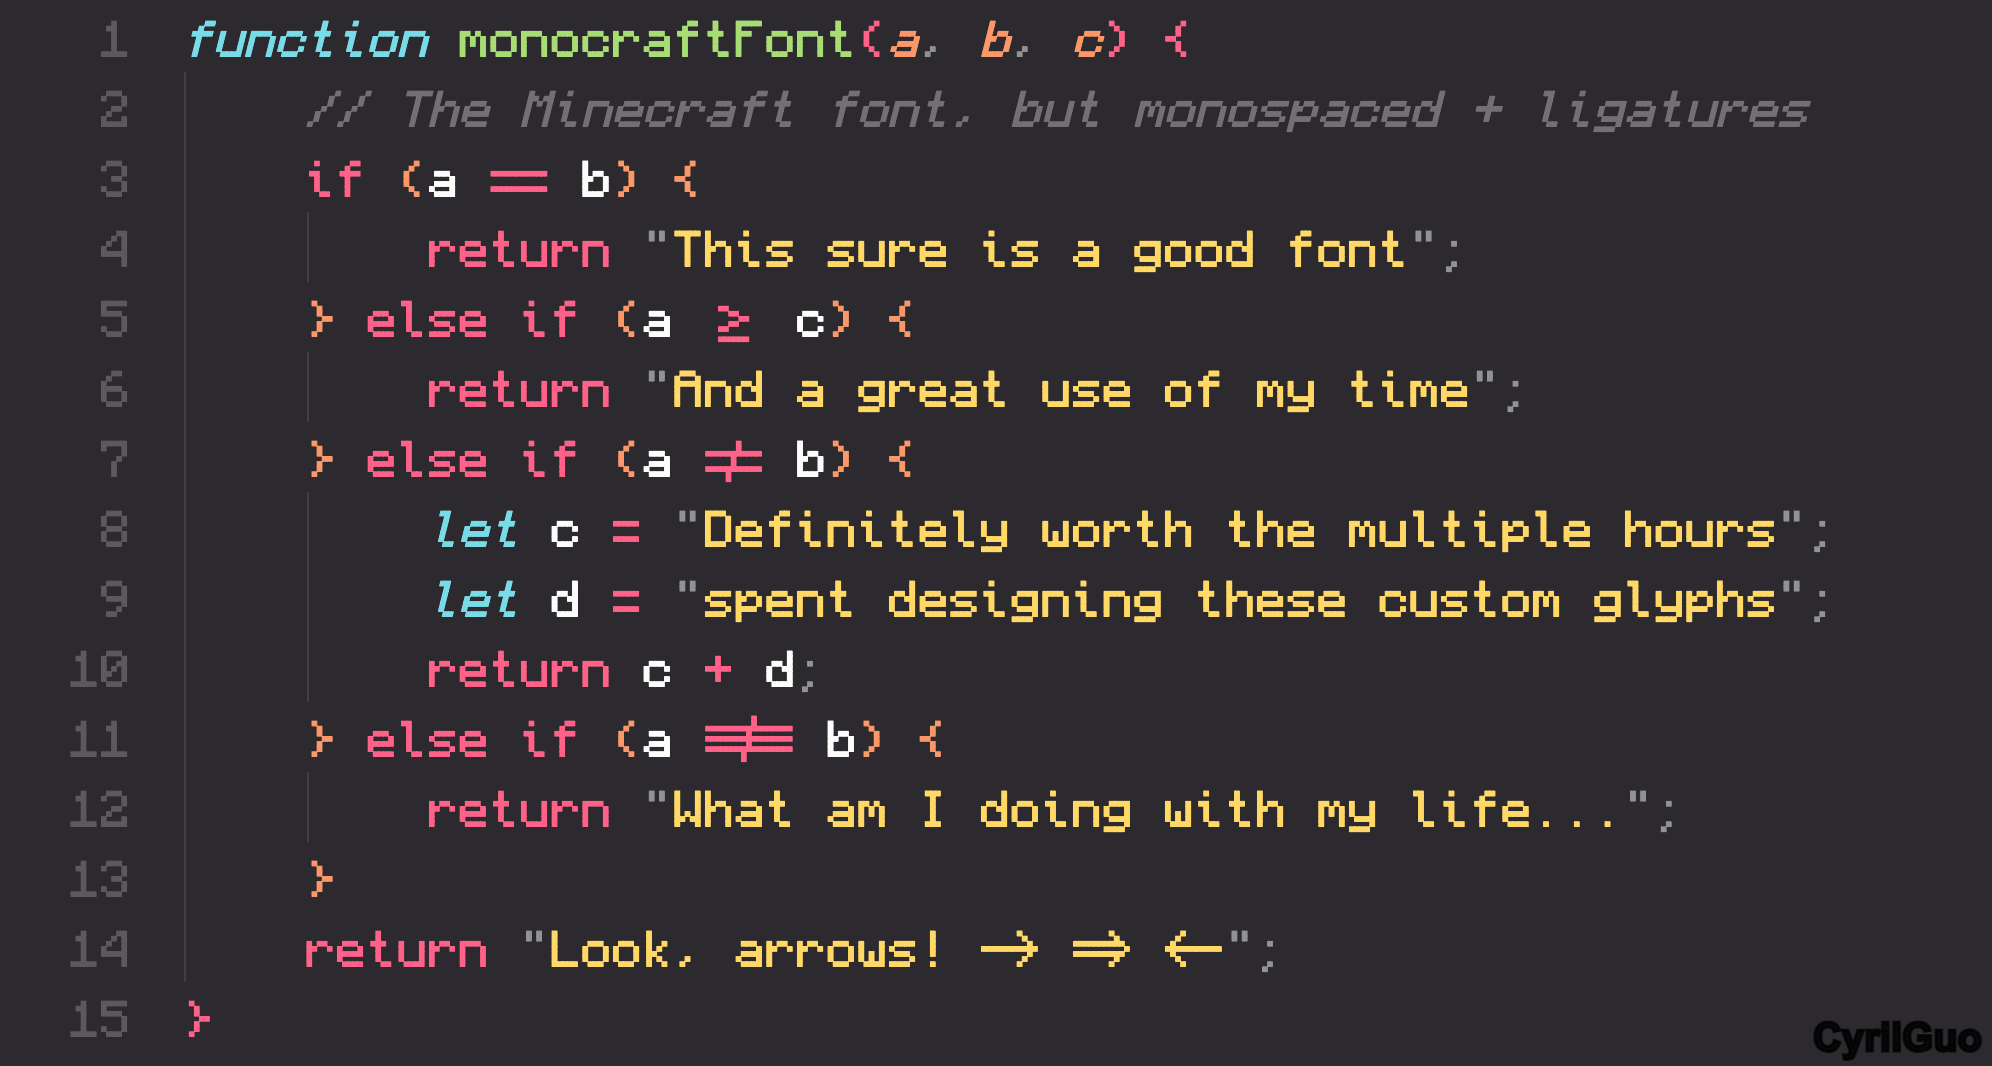 1 function monocraftFont(a, b, c) {
2 // The Minecraft font, but monospaced + ligatures
3 if (a == b) {
4 return "This sure is a good font";
5 } else if (a ≥ c) {
6 return "And a great use of my time";
7 } else if (a ≠ b) {
8 let c = "Definitely worth the multiple hours";
9 let d = "spent designing these custom glyphs";
10 return c + d;
11 } else if (a ≢ b) {
12 return "What am I doing with my life...";
13 }
14 return "Look, arrows! → ⇒ ←";
15 }
CyrilGuo